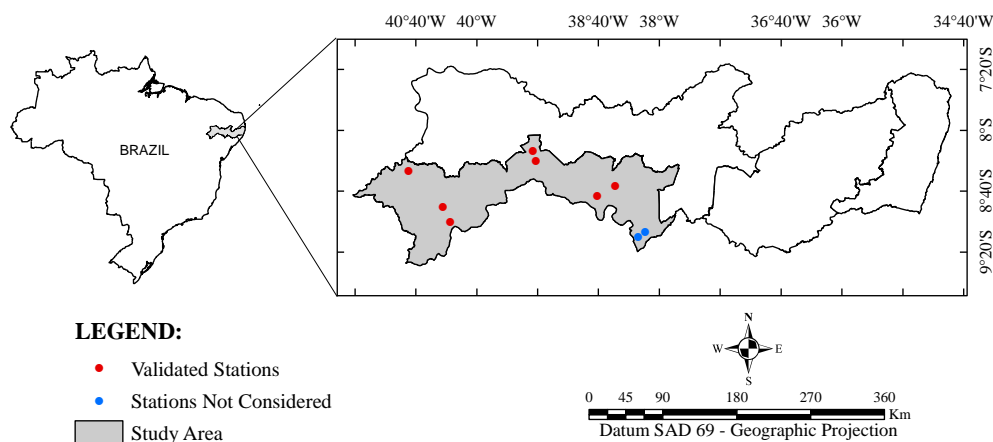 40°40'W 40°W 38°40'W 38°W 36°40'W 36°W 34°40'W
7°20'S
8°S
8°40'S
9°20'S
BRAZIL
LEGEND:
Validated Stations
Stations Not Considered
Study Area
N
W E
S
0 45 90 180 270 360
Km
Datum SAD 69 - Geographic Projection